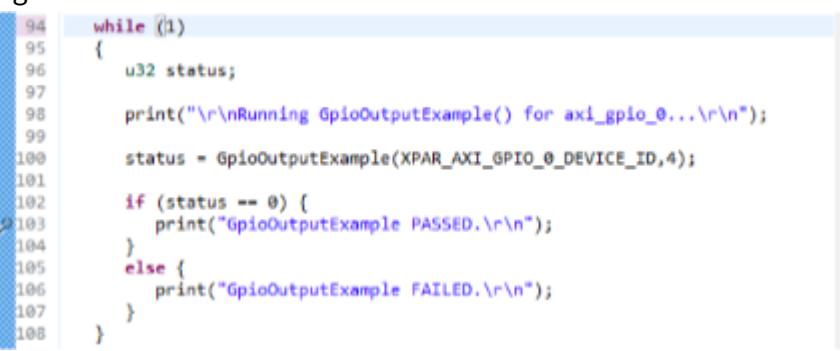 94 while (1)
95 {
96 u32 status;
97
98 print("\r\nRunning GpioOutputExample() for axi_gpio_0...\r\n");
99
100 status = GpioOutputExample(XPAR_AXI_GPIO_0_DEVICE_ID,4);
101
102 if (status == 0) {
103 print("GpioOutputExample PASSED.\r\n");
104 }
105 else {
106 print("GpioOutputExample FAILED.\r\n");
107 }
108 }